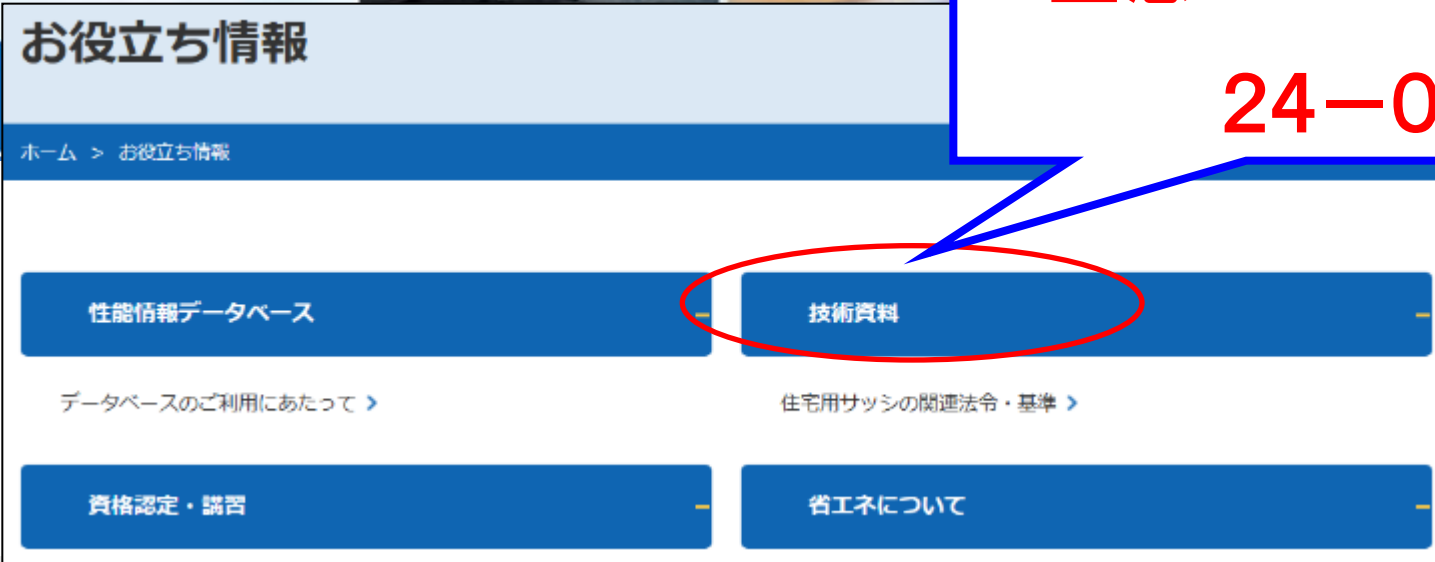 お役立ち情報
24－0
ホーム > お役立ち情報
性能情報データベース
技術資料
データベースのご利用にあたって
住宅用サッシの関連法令・基準
資格認定・講習
省エネについて